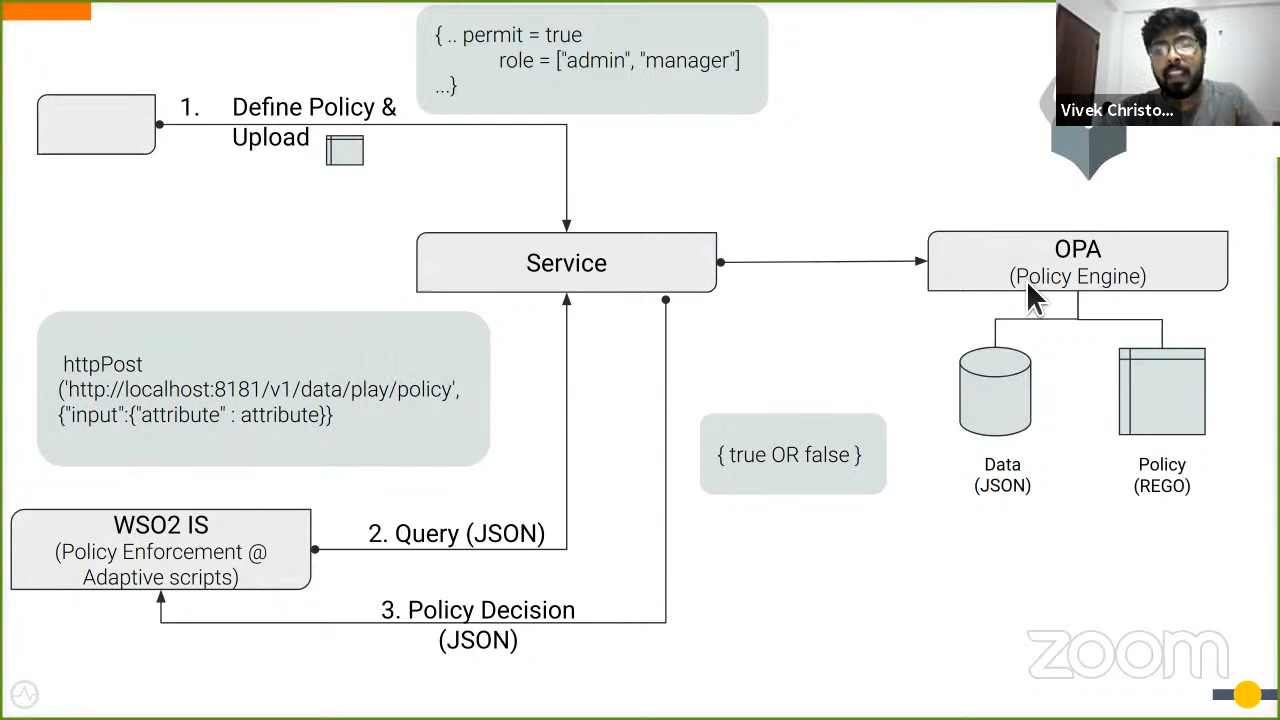 { .. permit = true
role = ["admin", "manager"]
...}
Vivek Christo...
1. Define Policy &
Upload
Service
OPA
(Policy Engine)
httpPost
('http://localhost:8181/v1/data/play/policy',
{"input":{"attribute" : attribute}}
{ true OR false }
Data
(JSON)
Policy
(REGO)
WSO2 IS
(Policy Enforcement @
Adaptive scripts)
2. Query (JSON)
3. Policy Decision
(JSON)
zoom